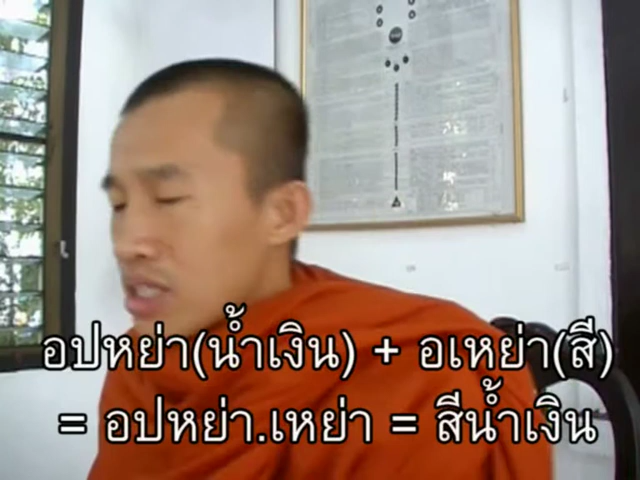 อปหย่า(น้ำเงิน) + อเหย่า(สี)
= อปหย่า.เหย่า = สีน้ำเงิน